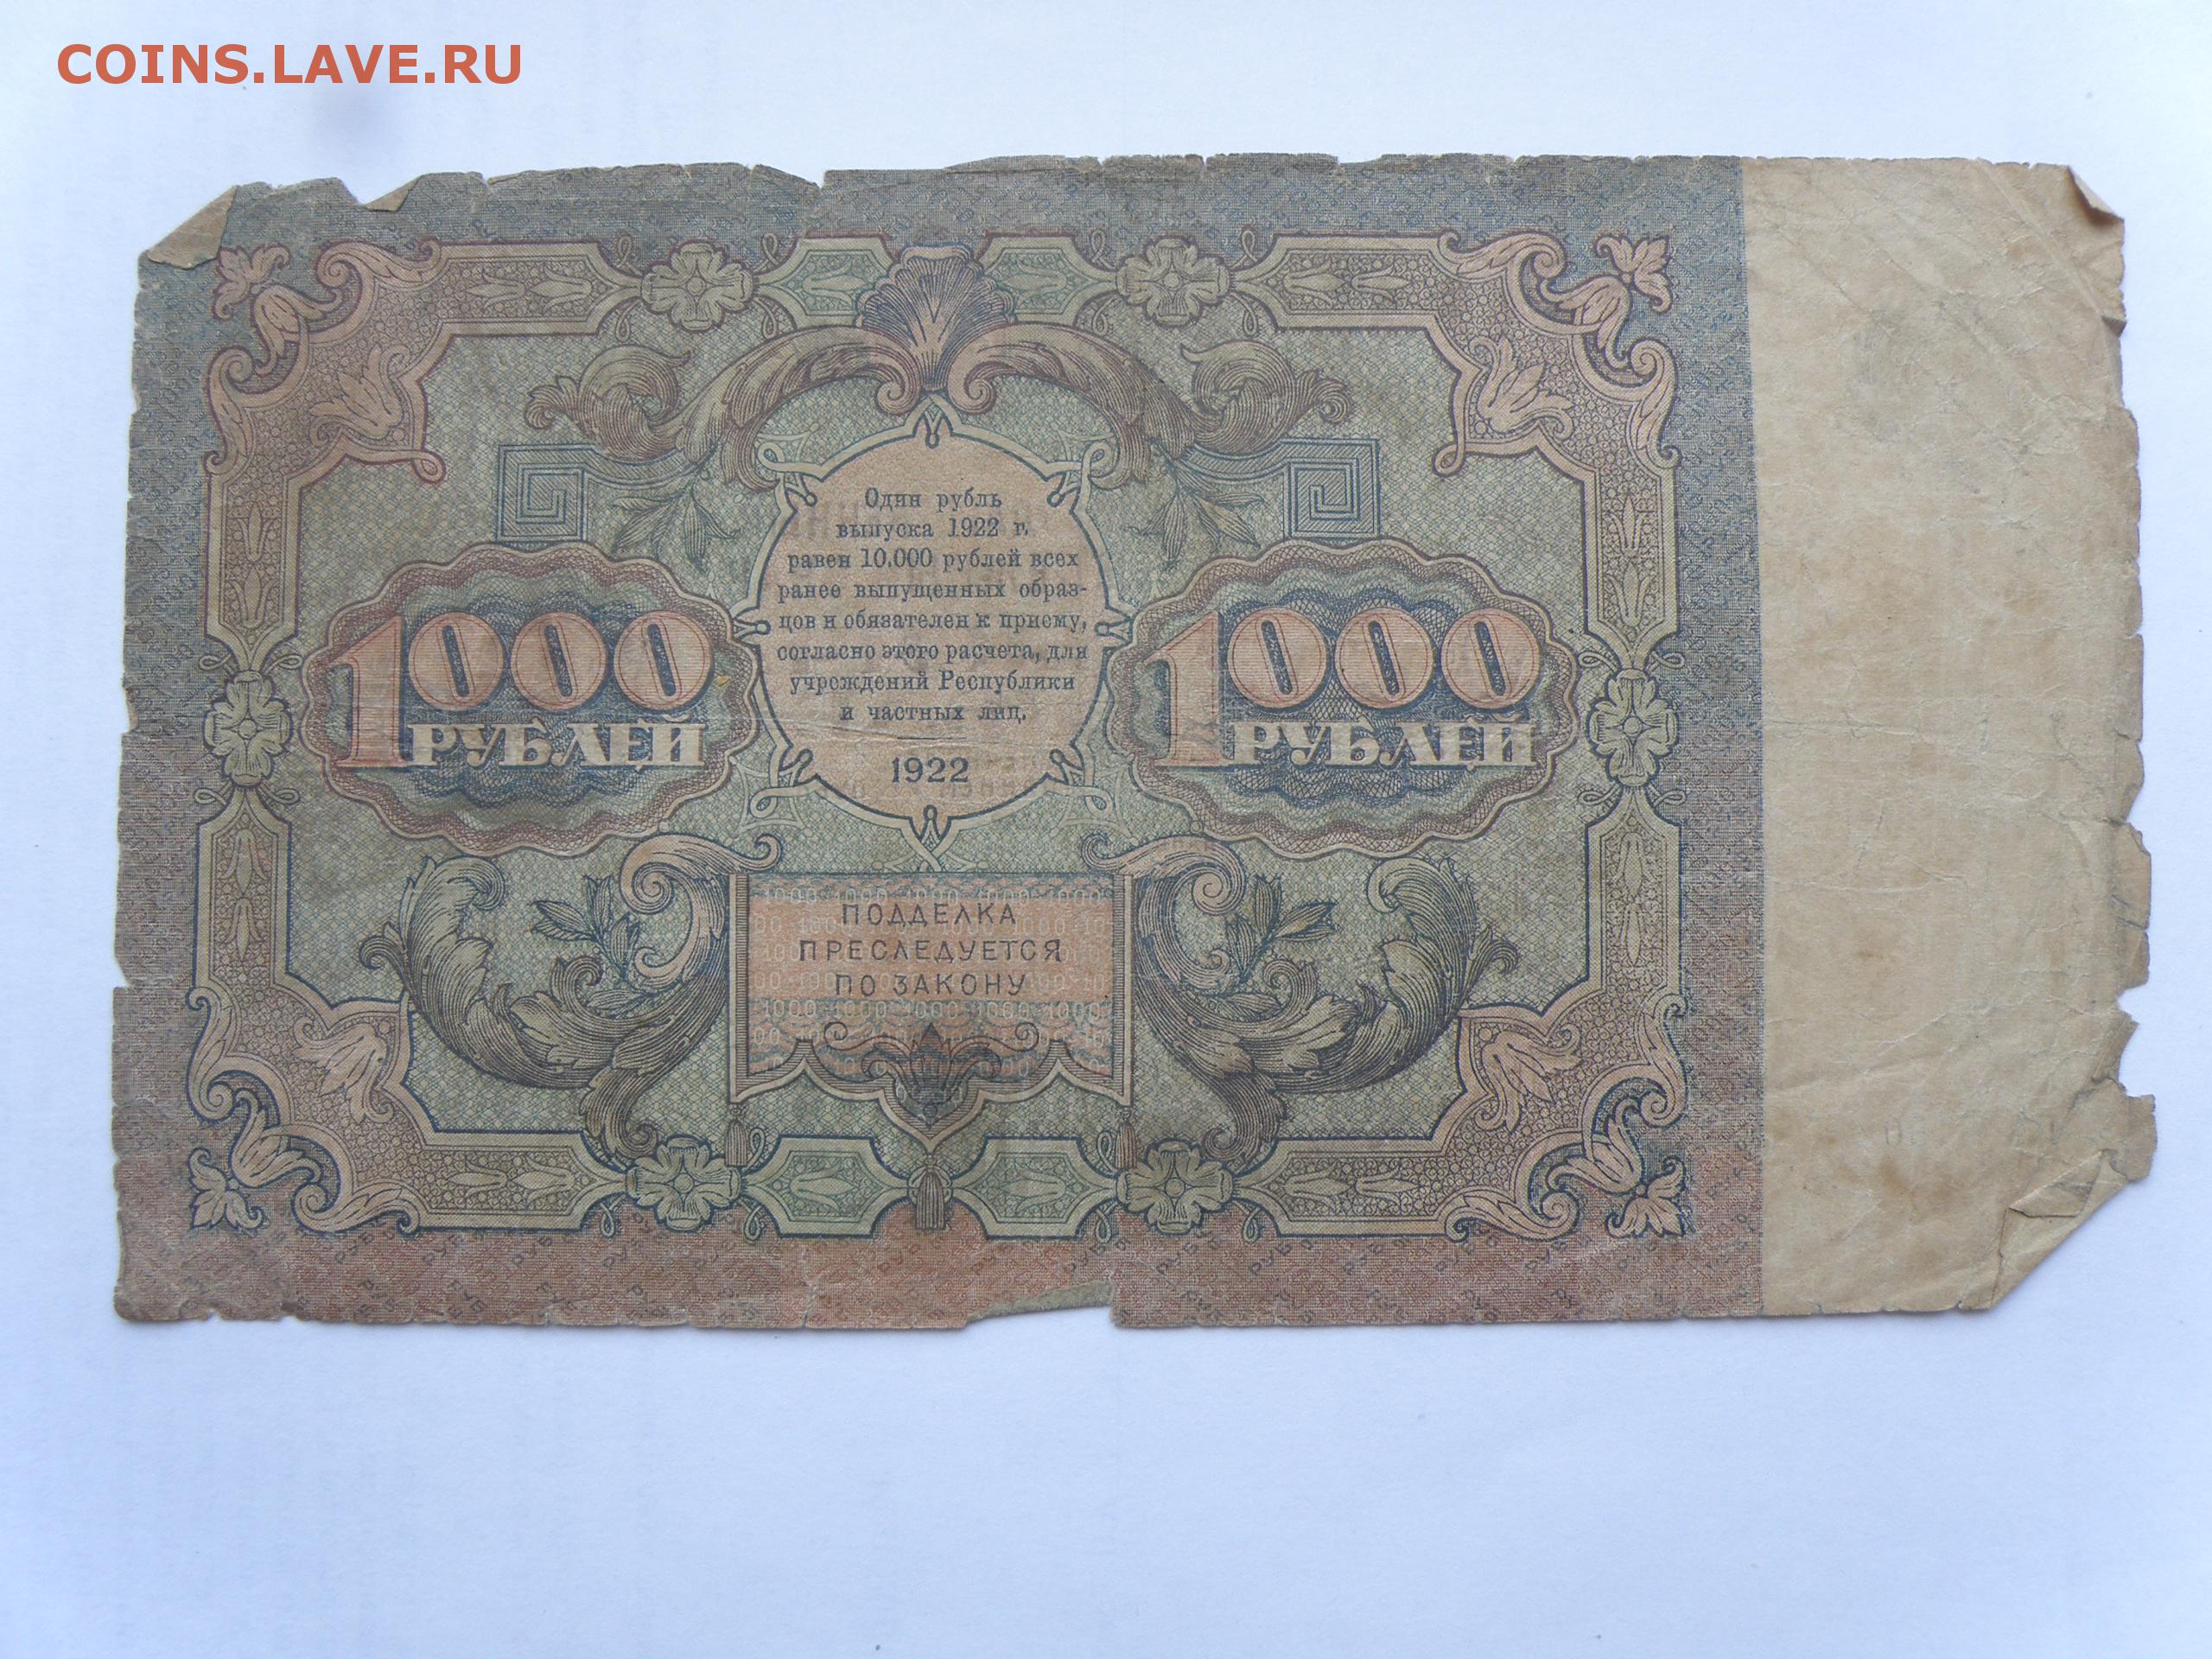 COINS.LAVE.RU
Один рубль
выпуска 1922 г.
равен 10.000 рублей всех
ранее выпущенных образ-
цов и обязателен к приему,
согласно этого расчета, для
учреждений Республики
и частных лиц.
1922
1000
РУБЛЕЙ
1000
РУБЛЕЙ
ПОДДЕЛКА
ПРЕСЛЕДУЕТСЯ
ПО ЗАКОНУ